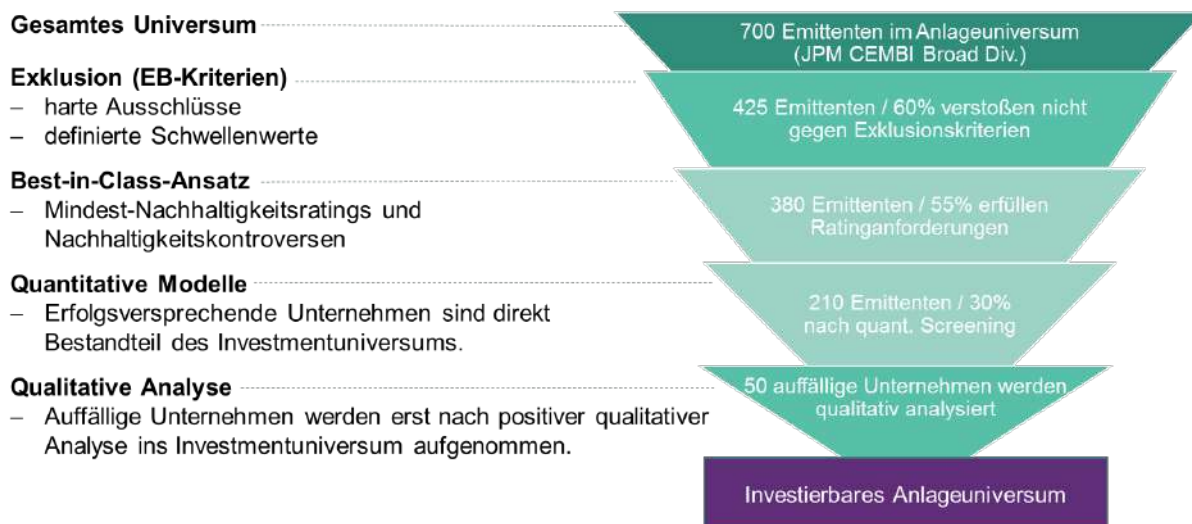 Gesamtes Universum
700 Emittenten im Anlageuniversum
(JPM CEMBI Broad Div.)
Exklusion (EB-Kriterien)
– harte Ausschlüsse
– definierte Schwellenwerte
425 Emittenten / 60% verstoßen nicht
gegen Exklusionskriterien
Best-in-Class-Ansatz
– Mindest-Nachhaltigkeitsratings und
Nachhaltigkeitskontroversen
380 Emittenten / 55% erfüllen
Ratinganforderungen
Quantitative Modelle
– Erfolgsversprechende Unternehmen sind direkt
Bestandteil des Investmentuniversums.
210 Emittenten / 30%
nach quant. Screening
Qualitative Analyse
– Auffällige Unternehmen werden erst nach positiver qualitativer
Analyse ins Investmentuniversum aufgenommen.
50 auffällige Unternehmen werden
qualitativ analysiert
Investierbares Anlageuniversum